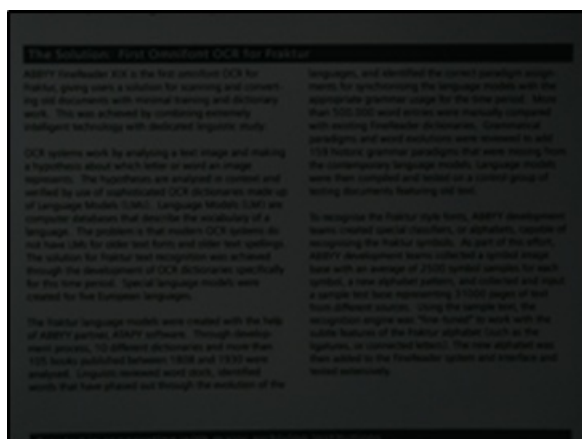 The Solution: First Omnifont OCR for Fraktur
ABBYY FineReader XIX is the first omnifont OCR for
Fraktur, giving users a solution for scanning and convert-
ing old documents with minimal training and dictionary
work. This was achieved by combining extremely
intelligent technology with dedicated linguistic study.
OCR systems work by analysing a text image and making
a hypothesis about which letter or word an image
represents. The hypotheses are analyzed in context and
verified by use of sophisticated OCR dictionaries made up
of Language Models (LMs). Language Models (LM) are
computer databases that describe the vocabulary of a
language. The problem is that modern OCR systems do
not have LMs for older text fonts and older text spellings.
The solution for Fraktur text recognition was achieved
through the development of OCR dictionaries specifically
for this time period. Special language models were
created for five European languages.
The Fraktur language models were created with the help
of ABBYY partner, ATAPY software. Through develop-
ment process, 10 different dictionaries and more than
105 books published between 1808 and 1930 were
analysed. Linguists reviewed word stock, identified
words that have phased out through the evolution of the
languages, and identified the correct paradigm assign-
ments for synchronising the language models with the
appropriate grammar usage for the time period. More
than 500,000 word entries were manually compared
with existing FineReader dictionaries. Grammatical
paradigms and word evolutions were reviewed to add
158 historic grammar paradigms that were missing from
the contemporary language models. Language models
were then compiled and tested on a control group of
testing documents featuring old text.
To recognise the Fraktur style fonts, ABBYY development
teams created special classifiers, or alphabets, capable of
recognising the Fraktur symbols. As part of this effort,
ABBYY development teams collected a symbol image
base with an average of 2500 symbol samples for each
symbol, a new alphabet pattern, and collected and input
a sample text base representing 31000 pages of text
from different sources. Using the sample text, the
recognition engine was "fine-tuned" to work with the
subtle features of the Fraktur alphabet (such as the
ligatures, or connected letters). The new alphabet was
then added to the FineReader system and interface and
tested extensively.